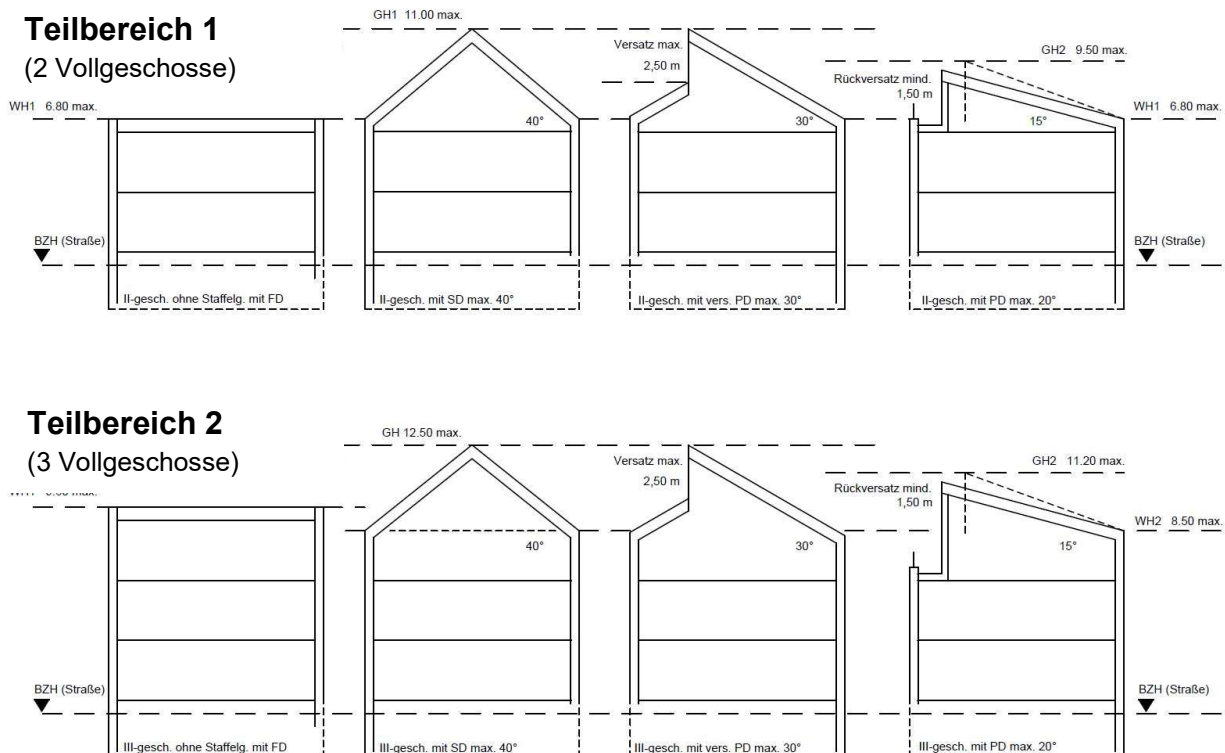 Teilbereich 1
(2 Vollgeschosse)
GH1 11.00 max.
Versatz max.
2,50 m
GH2 9.50 max.
Rückversatz mind.
1,50 m
WH1 6.80 max.
WH1 6.80 max.
40°
30°
15°
BZH (Straße)
BZH (Straße)
II-gesch. ohne Staffelg. mit FD
II-gesch. mit SD max. 40°
II-gesch. mit vers. PD max. 30°
II-gesch. mit PD max. 20°
Teilbereich 2
(3 Vollgeschosse)
GH 12.50 max.
Versatz max.
2,50 m
GH2 11.20 max.
Rückversatz mind.
1,50 m
WH2 8.50 max.
40°
30°
15°
BZH (Straße)
BZH (Straße)
III-gesch. ohne Staffelg. mit FD
III-gesch. mit SD max. 40°
III-gesch. mit vers. PD max. 30°
III-gesch. mit PD max. 20°